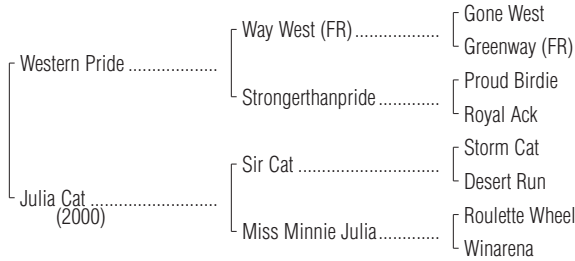 Gone West
Way West (FR)
Greenway (FR)
Western Pride
Proud Birdie
Strongerthanpride
Royal Ack
Storm Cat
Sir Cat
Desert Run
Julia Cat
(2000)
Roulette Wheel
Miss Minnie Julia
Winarena